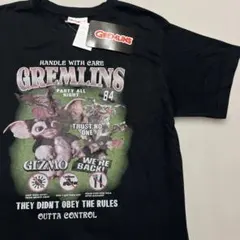 GREMLINS
HANDLE WITH CARE
GREMLINS
PARTY ALL
NIGHT
84
TRUST NO
ONE
GIZMO
WE'RE
BACK!
THEY DIDN'T OBEY THE RULES
OUTTA CONTROL